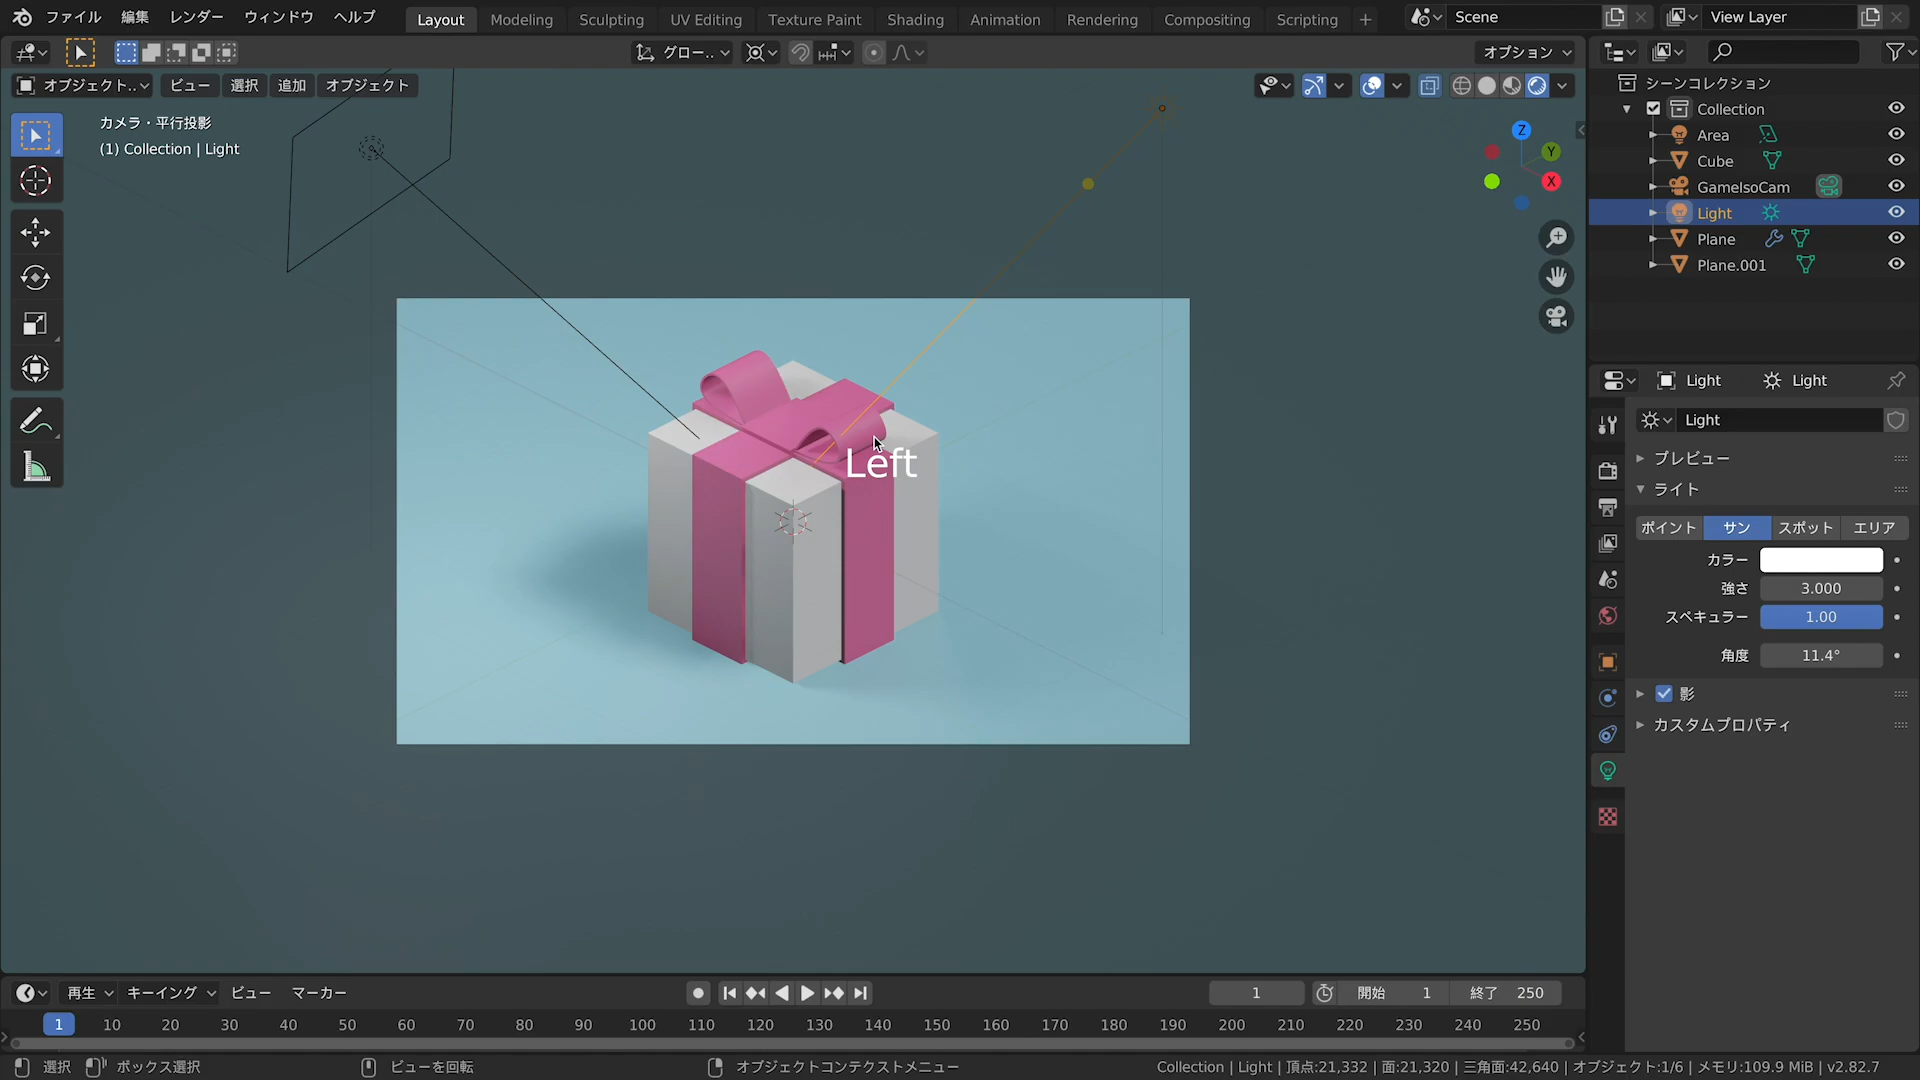 ファイル 編集 レンダー ウィンドウ ヘルプ Layout Modeling Sculpting UV Editing Texture Paint Shading Animation Rendering Compositing Scripting + Scene View Layer
グロー.. オプション
オブジェクト.. ビュー 選択 追加 オブジェクト
カメラ・平行投影
(1) Collection | Light
Z
Y
X
Left
シーンコレクション
Collection
Area
Cube
GameIsoCam
Light
Plane
Plane.001
Light Light
Light
プレビュー
ライト
ポイント サン スポット エリア
カラー
強さ 3.000
スペキュラー 1.00
角度 11.4°
影
カスタムプロパティ
再生 キーイング ビュー マーカー 1 開始 1 終了 250
1 10 20 30 40 50 60 70 80 90 100 110 120 130 140 150 160 170 180 190 200 210 220 230 240 250
選択 ボックス選択 ビューを回転 オブジェクトコンテクストメニュー Collection | Light | 頂点:21,332 | 面:21,320 | 三角面:42,640 | オブジェクト:1/6 | メモリ:109.9 MiB | v2.82.7